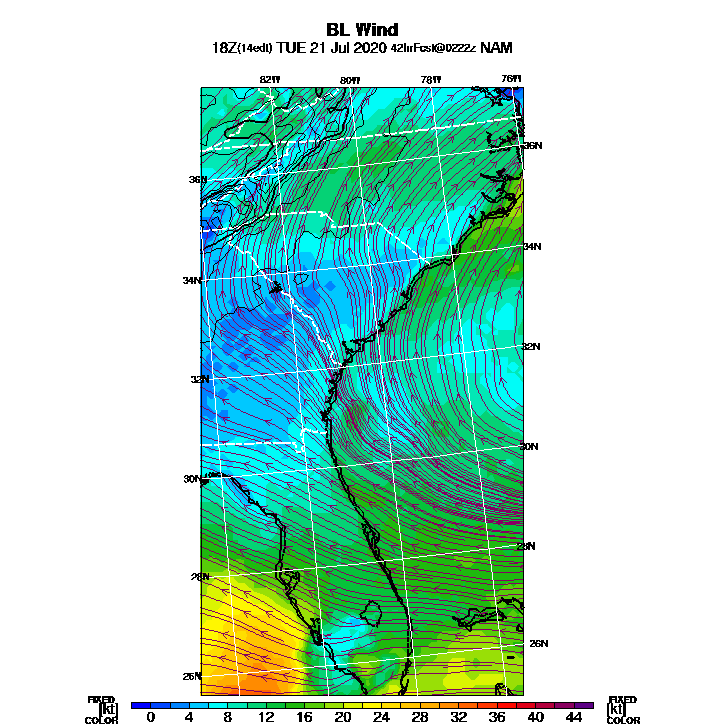 BL Wind
18Z(14edt) TUE 21 Jul 2020 42hrFcst@0222z NAM
82W 80W 78W 76W
36N 36N
34N 34N
32N 32N
30N 30N
28N 28N
26N 26N
FIXED FIXED
[kt] [kt]
COLOR COLOR
0 4 8 12 16 20 24 28 32 36 40 44